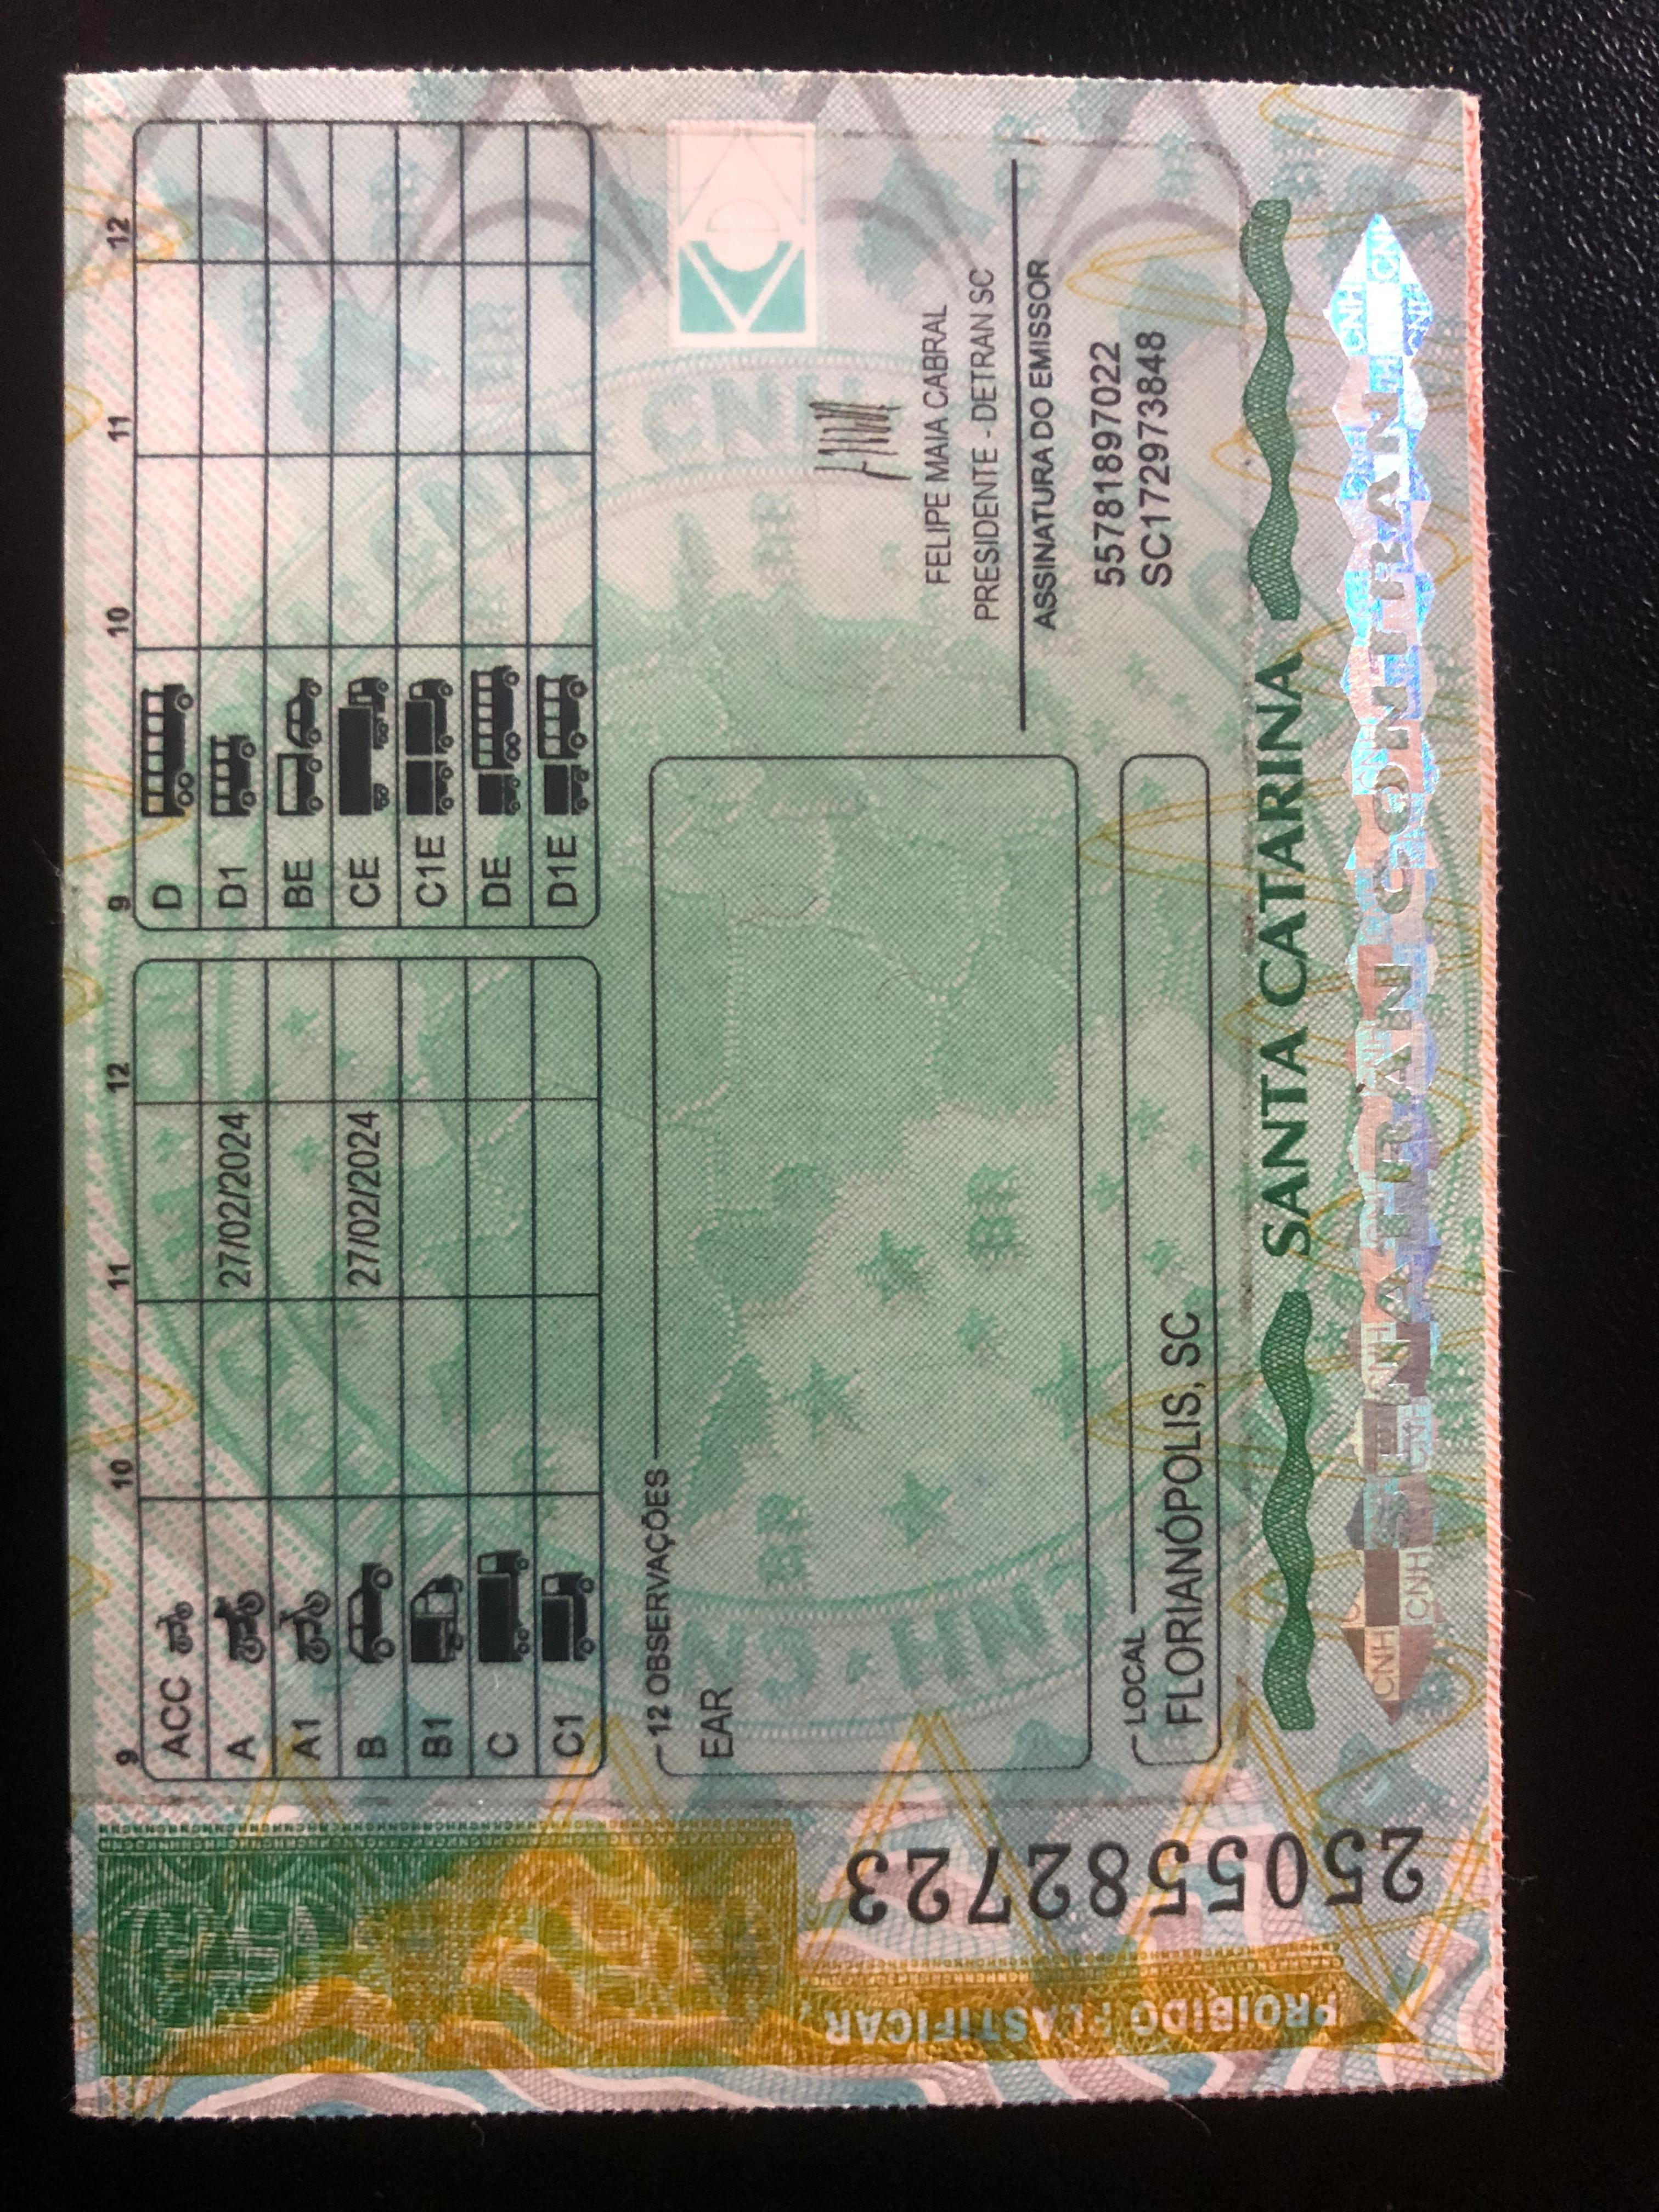 9 10 11 12
ACC
A 27/02/2024
A1
B 27/02/2024
B1
C
C1
9 10 11 12
D
D1
BE
CE
C1E
DE
D1E
12 OBSERVAÇÕES
EAR
FELIPE MAIA CABRAL
PRESIDENTE - DETRAN SC
ASSINATURA DO EMISSOR
55781897022
SC172973848
LOCAL
FLORIANÓPOLIS, SC
SANTA CATARINA
SENATRAN CONTRAN
2505582723
PROIBIDO PLASTIFICAR